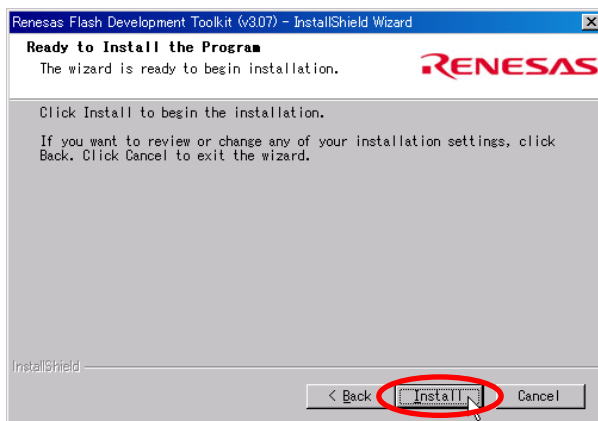 Renesas Flash Development Toolkit (v3.07) - InstallShield Wizard
Ready to Install the Program
The wizard is ready to begin installation.
RENESAS
Click Install to begin the installation.
If you want to review or change any of your installation settings, click
Back. Click Cancel to exit the wizard.
InstallShield
< Back
Install
Cancel